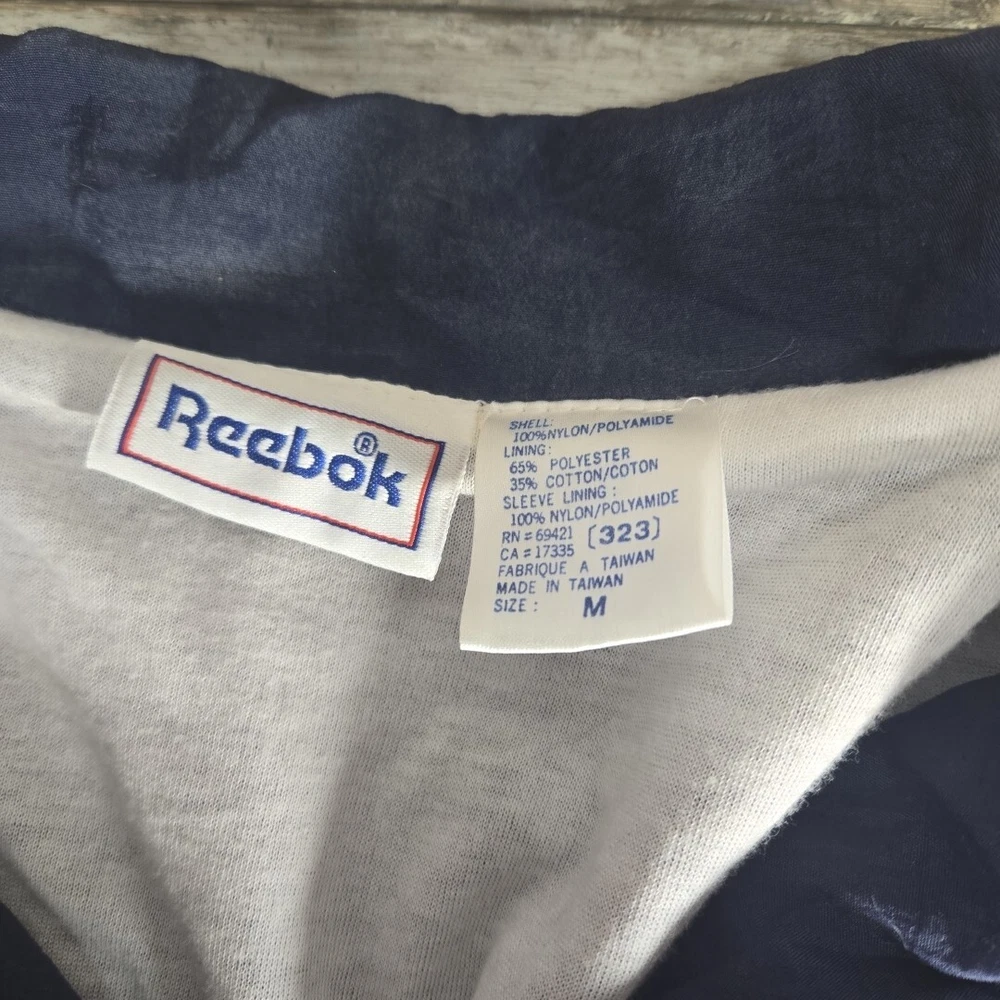 Reebok®
SHELL:
100%NYLON/POLYAMIDE
LINING:
65% POLYESTER
35% COTTON/COTON
SLEEVE LINING :
100% NYLON/POLYAMIDE
RN = 69421 [323]
CA = 17335
FABRIQUE A TAIWAN
MADE IN TAIWAN
SIZE : M